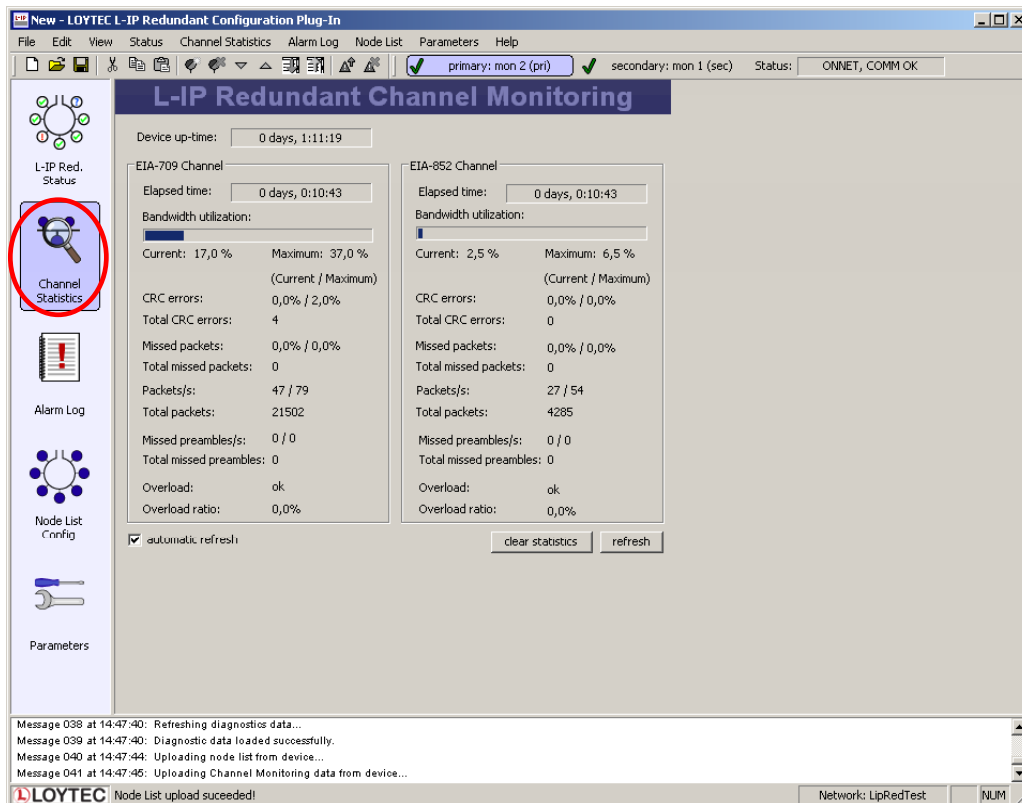 New - LOYTEC L-IP Redundant Configuration Plug-In
File Edit View Status Channel Statistics Alarm Log Node List Parameters Help
primary: mon 2 (pri) secondary: mon 1 (sec) Status: ONNET, COMM OK
L-IP Red. Status
Channel Statistics
Alarm Log
Node List Config
Parameters
L-IP Redundant Channel Monitoring
Device up-time: 0 days, 1:11:19
EIA-709 Channel
Elapsed time: 0 days, 0:10:43
Bandwidth utilization:
Current: 17,0 % Maximum: 37,0 %
(Current / Maximum)
CRC errors: 0,0% / 2,0%
Total CRC errors: 4
Missed packets: 0,0% / 0,0%
Total missed packets: 0
Packets/s: 47 / 79
Total packets: 21502
Missed preambles/s: 0 / 0
Total missed preambles: 0
Overload: ok
Overload ratio: 0,0%
EIA-852 Channel
Elapsed time: 0 days, 0:10:43
Bandwidth utilization:
Current: 2,5 % Maximum: 6,5 %
(Current / Maximum)
CRC errors: 0,0% / 0,0%
Total CRC errors: 0
Missed packets: 0,0% / 0,0%
Total missed packets: 0
Packets/s: 27 / 54
Total packets: 4285
Missed preambles/s: 0 / 0
Total missed preambles: 0
Overload: ok
Overload ratio: 0,0%
automatic refresh clear statistics refresh
Message 038 at 14:47:40: Refreshing diagnostics data...
Message 039 at 14:47:40: Diagnostic data loaded successfully.
Message 040 at 14:47:44: Uploading node list from device...
Message 041 at 14:47:45: Uploading Channel Monitoring data from device...
LOYTEC Node List upload suceeded! Network: LipRedTest NUM